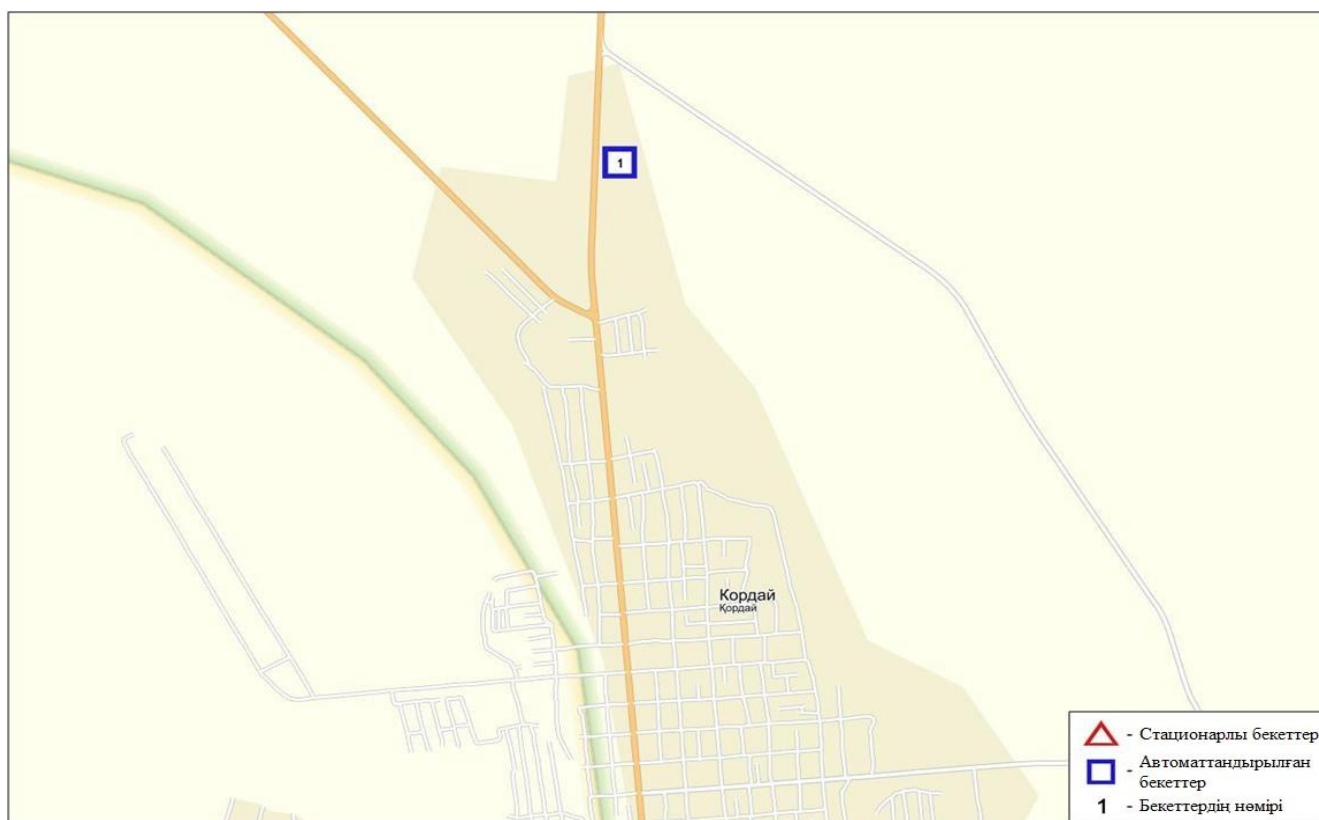 1
Кордай
Қордай
- Стационарлы бекеттер
- Автоматтандырылған
бекеттер
1 - Бекеттердің нөмірі